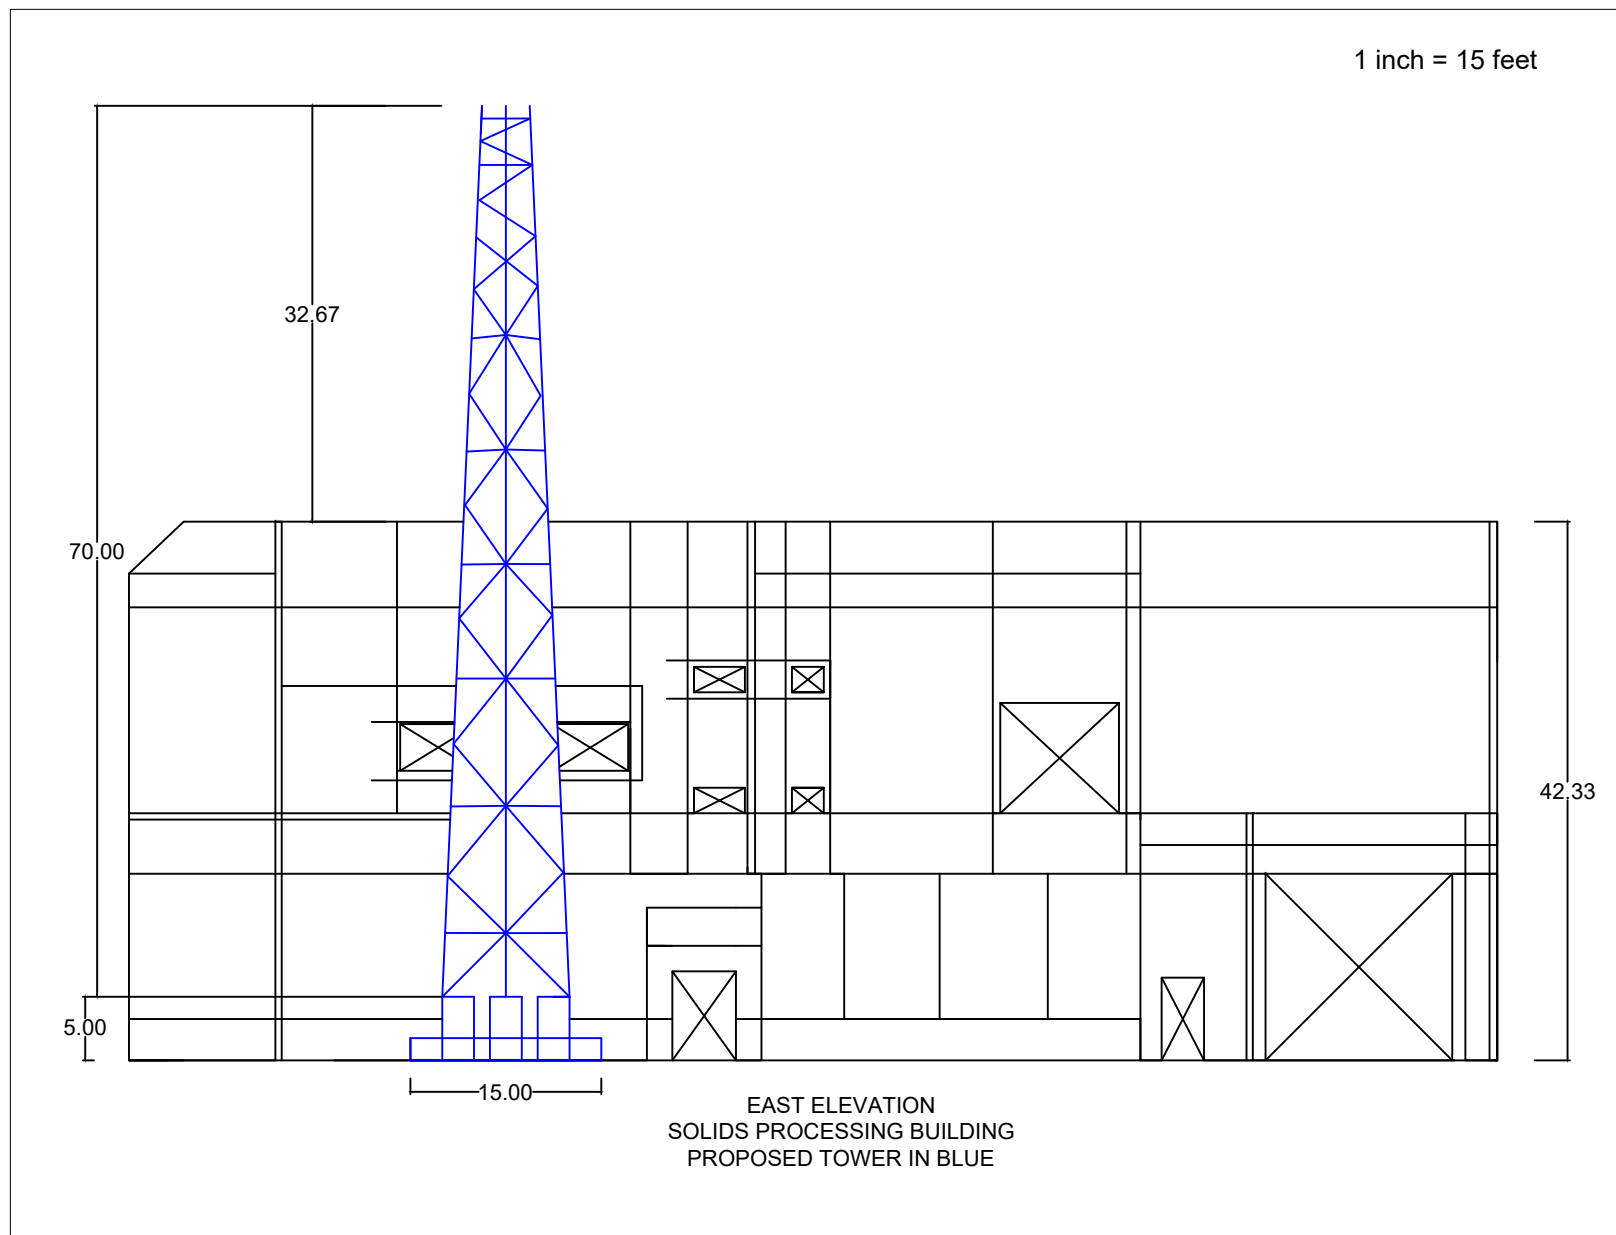 1 inch = 15 feet
32.67
70.00
42.33
5.00
15.00
EAST ELEVATION
SOLIDS PROCESSING BUILDING
PROPOSED TOWER IN BLUE